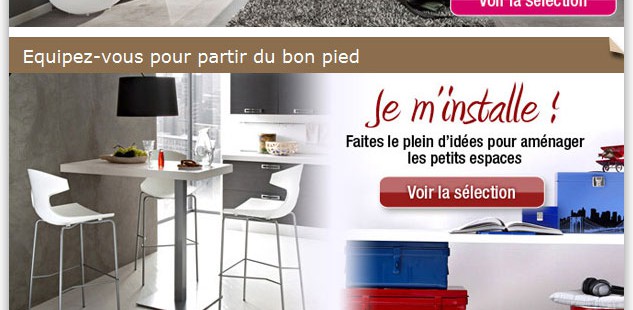 Voir la sélection
Equipez-vous pour partir du bon pied
Je m'installe !
Faites le plein d'idées pour aménager
les petits espaces
Voir la sélection